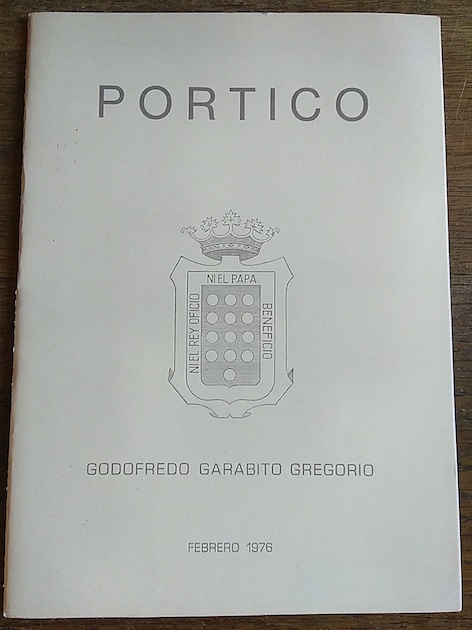 PORTICO
NI EL PAPA
NI EL REY OFICIO
BENEFICIO
GODOFREDO GARABITO GREGORIO
FEBRERO 1976